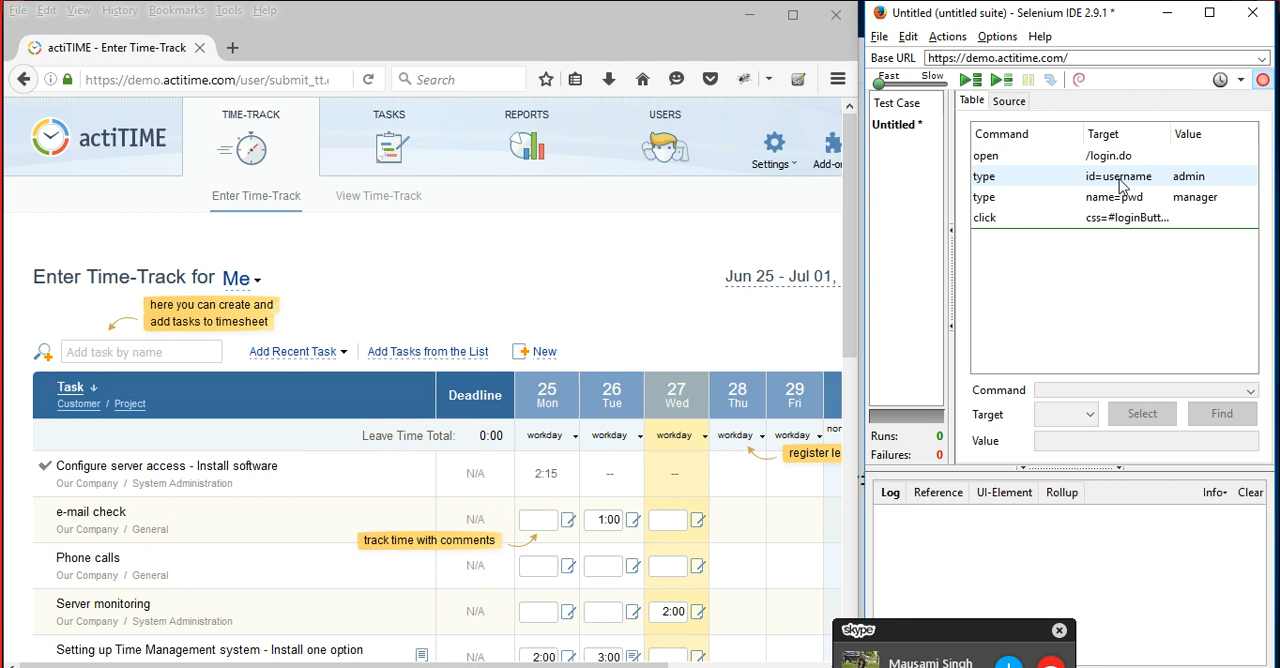 File Edit View History Bookmarks Tools Help
actiTIME - Enter Time-Track
https://demo.actitime.com/user/submit_tt.
Search
actiTIME
TIME-TRACK
TASKS
REPORTS
USERS
Settings
Add-o
Enter Time-Track
View Time-Track
Enter Time-Track for Me
Jun 25 - Jul 01,
here you can create and
add tasks to timesheet
Add task by name
Add Recent Task
Add Tasks from the List
New
Task
Customer / Project
Deadline
25 Mon
26 Tue
27 Wed
28 Thu
29 Fri
Leave Time Total: 0:00 workday workday workday workday workday nor
register le
Configure server access - Install software
Our Company / System Administration
N/A 2:15 -- --
e-mail check
Our Company / General
N/A 1:00
track time with comments
Phone calls
Our Company / General
N/A
Server monitoring
Our Company / System Administration
N/A 2:00
Setting up Time Management system - Install one option
N/A 2:00 3:00
Untitled (untitled suite) - Selenium IDE 2.9.1 *
File Edit Actions Options Help
Base URL https://demo.actitime.com/
Fast Slow
Test Case
Untitled *
Table Source
Command Target Value
open /login.do
type id=username admin
type name=pwd manager
click css=#loginButt...
Command
Target Select Find
Value
Runs: 0
Failures: 0
Log Reference UI-Element Rollup Info Clear
skype
Mausami Singh